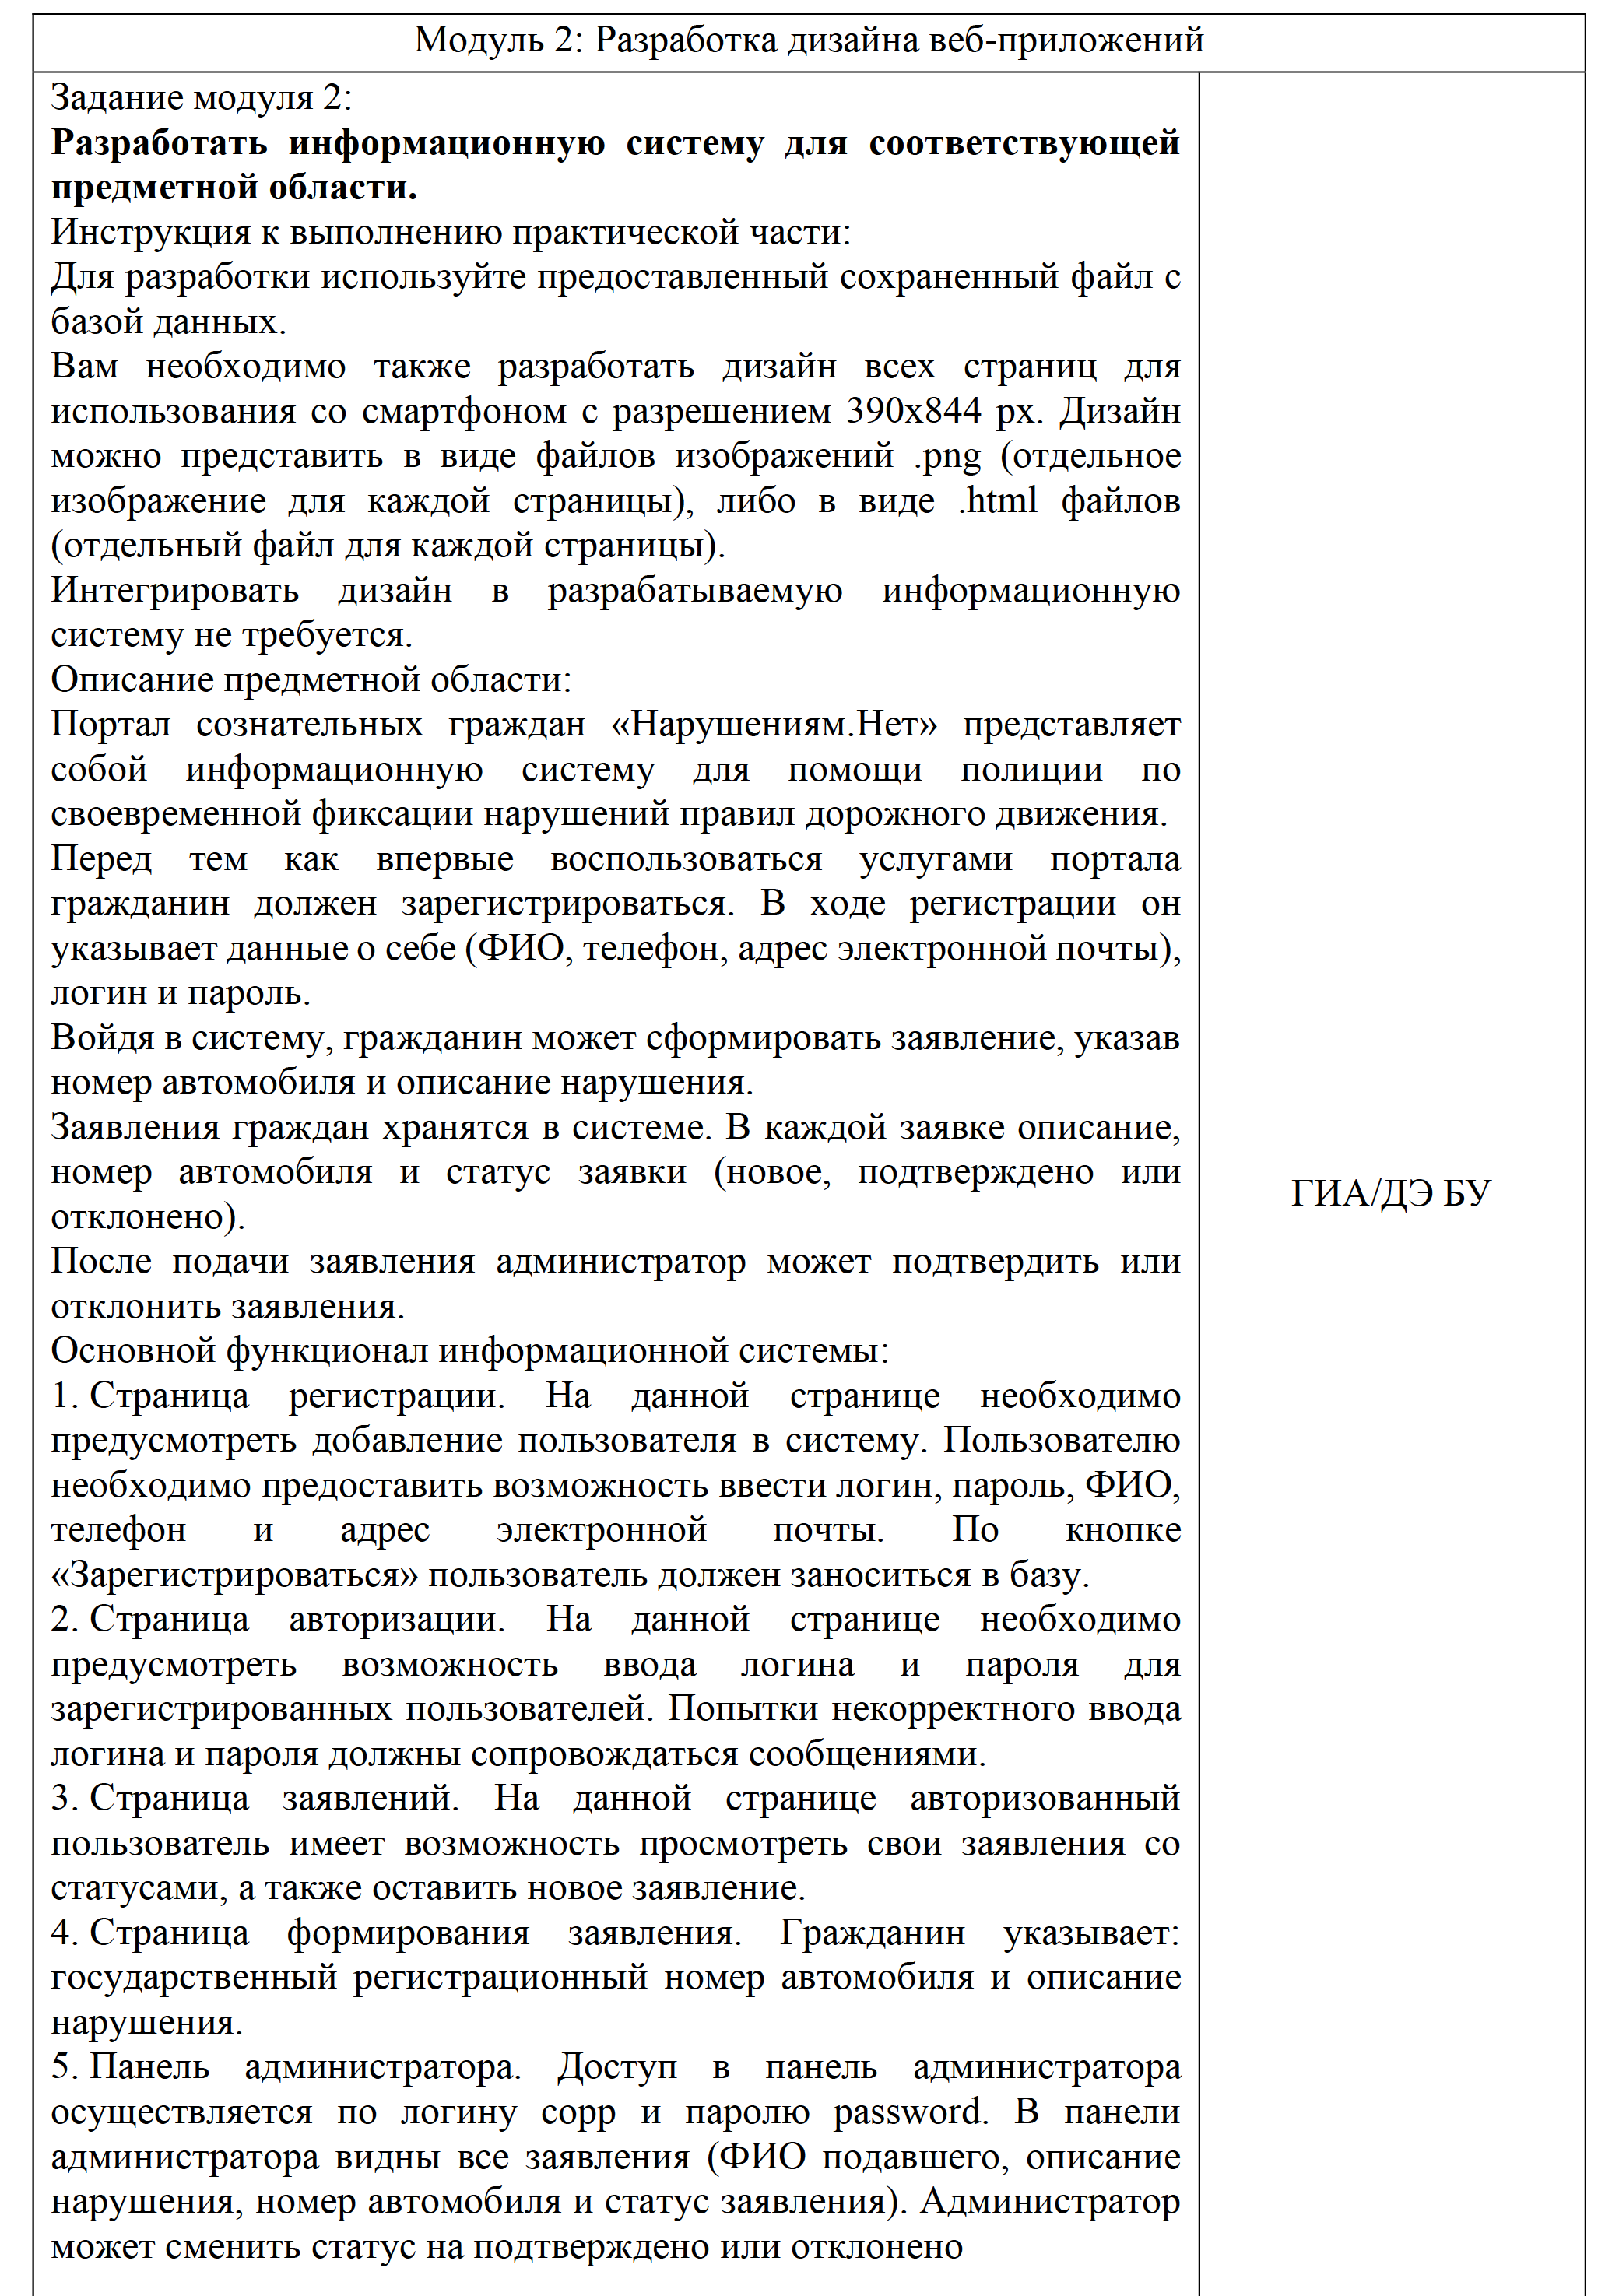 Модуль 2: Разработка дизайна веб-приложений
Задание модуля 2:
Разработать информационную систему для соответствующей
предметной области.
Инструкция к выполнению практической части:
Для разработки используйте предоставленный сохраненный файл с
базой данных.
Вам необходимо также разработать дизайн всех страниц для
использования со смартфоном с разрешением 390x844 px. Дизайн
можно представить в виде файлов изображений .png (отдельное
изображение для каждой страницы), либо в виде .html файлов
(отдельный файл для каждой страницы).
Интегрировать дизайн в разрабатываемую информационную
систему не требуется.
Описание предметной области:
Портал сознательных граждан «Нарушениям.Нет» представляет
собой информационную систему для помощи полиции по
своевременной фиксации нарушений правил дорожного движения.
Перед тем как впервые воспользоваться услугами портала
гражданин должен зарегистрироваться. В ходе регистрации он
указывает данные о себе (ФИО, телефон, адрес электронной почты),
логин и пароль.
Войдя в систему, гражданин может сформировать заявление, указав
номер автомобиля и описание нарушения.
Заявления граждан хранятся в системе. В каждой заявке описание,
номер автомобиля и статус заявки (новое, подтверждено или
отклонено).
После подачи заявления администратор может подтвердить или
отклонить заявления.
Основной функционал информационной системы:
1. Страница регистрации. На данной странице необходимо
предусмотреть добавление пользователя в систему. Пользователю
необходимо предоставить возможность ввести логин, пароль, ФИО,
телефон и адрес электронной почты. По кнопке
«Зарегистрироваться» пользователь должен заноситься в базу.
2. Страница авторизации. На данной странице необходимо
предусмотреть возможность ввода логина и пароля для
зарегистрированных пользователей. Попытки некорректного ввода
логина и пароля должны сопровождаться сообщениями.
3. Страница заявлений. На данной странице авторизованный
пользователь имеет возможность просмотреть свои заявления со
статусами, а также оставить новое заявление.
4. Страница формирования заявления. Гражданин указывает:
государственный регистрационный номер автомобиля и описание
нарушения.
5. Панель администратора. Доступ в панель администратора
осуществляется по логину copp и паролю password. В панели
администратора видны все заявления (ФИО подавшего, описание
нарушения, номер автомобиля и статус заявления). Администратор
может сменить статус на подтверждено или отклонено
ГИА/ДЭ БУ